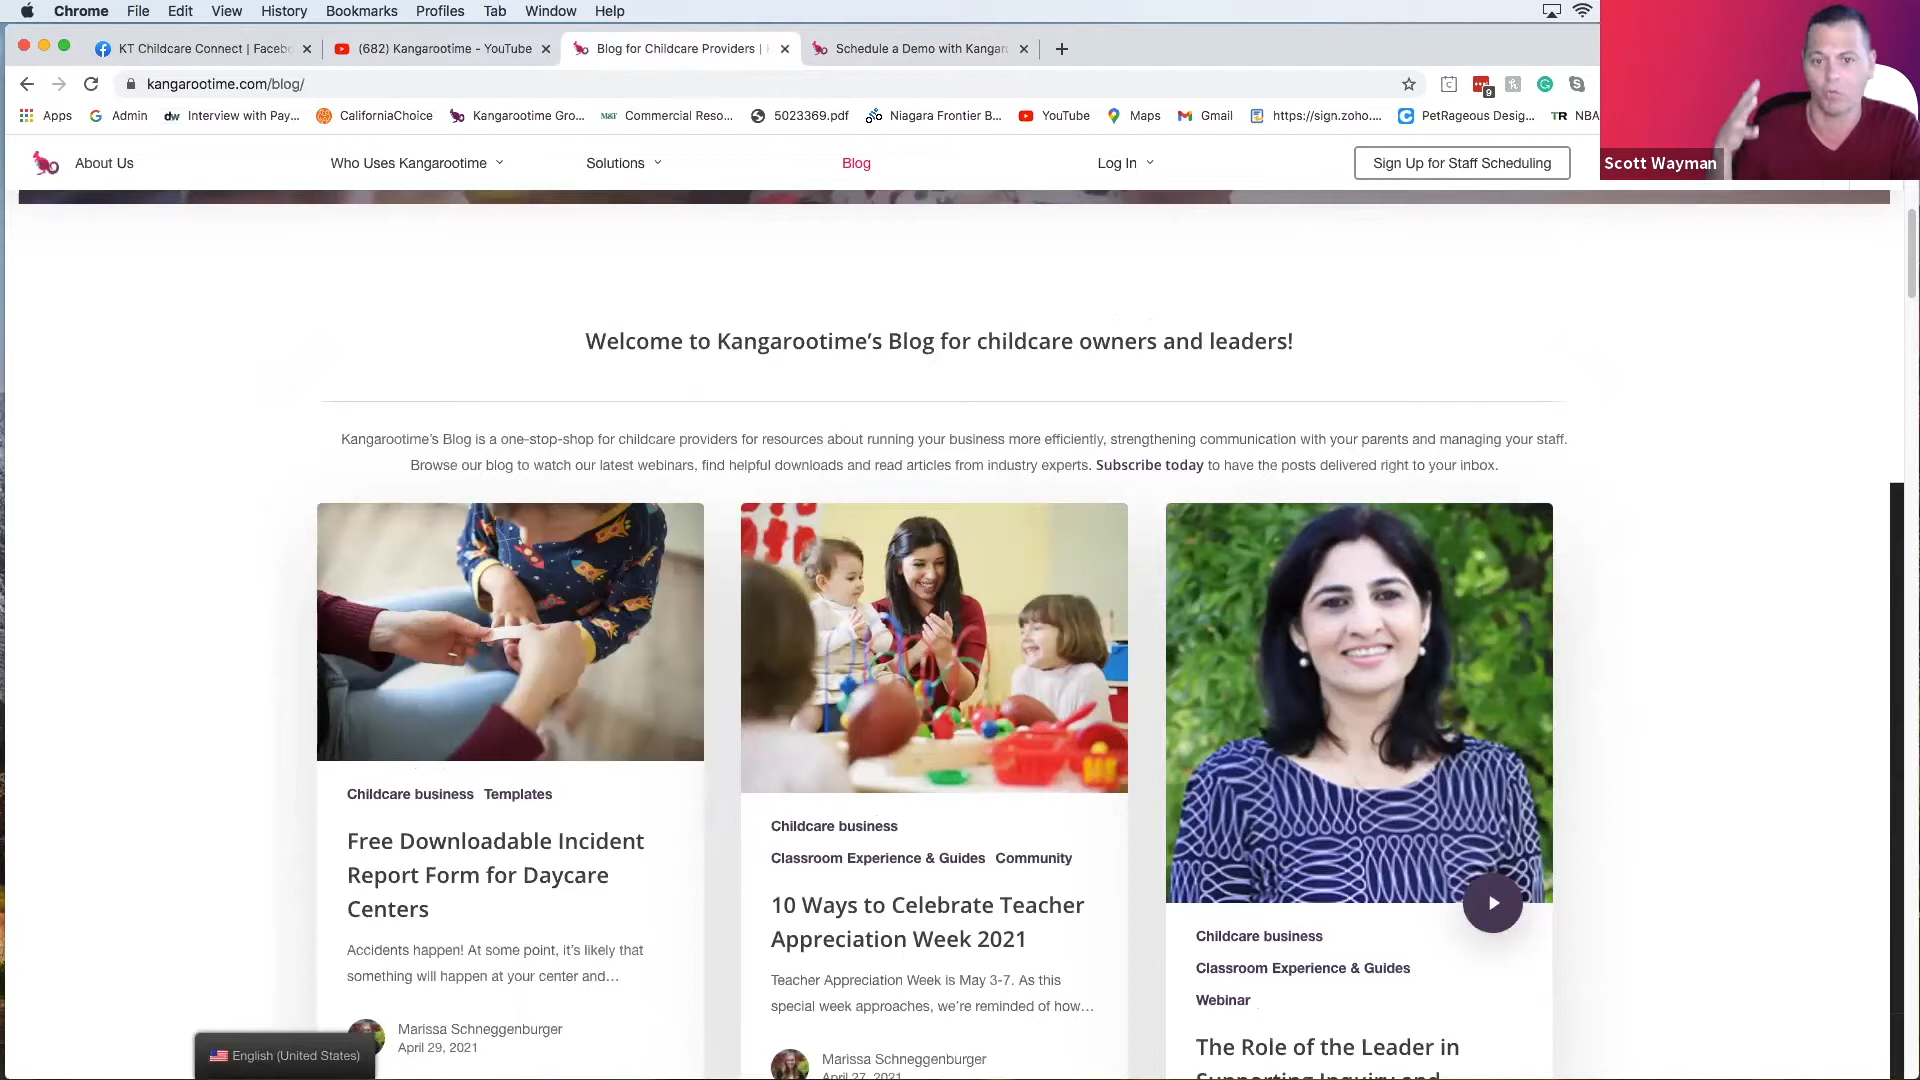 Chrome File Edit View History Bookmarks Profiles Tab Window Help
KT Childcare Connect | Facebo
(682) Kangarootime - YouTube
Blog for Childcare Providers |
Schedule a Demo with Kangaro
kangarootime.com/blog/
9
Apps
Admin
Interview with Pay...
CaliforniaChoice
Kangarootime Gro...
M&T Commercial Reso...
5023369.pdf
Niagara Frontier B...
YouTube
Maps
Gmail
https://sign.zoho....
PetRageous Desig...
TR NBA
Scott Wayman
About Us
Who Uses Kangarootime
Solutions
Blog
Log In
Sign Up for Staff Scheduling
Welcome to Kangarootime’s Blog for childcare owners and leaders!
Kangarootime’s Blog is a one-stop-shop for childcare providers for resources about running your business more efficiently, strengthening communication with your parents and managing your staff.
Browse our blog to watch our latest webinars, find helpful downloads and read articles from industry experts. Subscribe today to have the posts delivered right to your inbox.
Childcare business Templates
Free Downloadable Incident
Report Form for Daycare
Centers
Accidents happen! At some point, it’s likely that
something will happen at your center and…
Marissa Schneggenburger
April 29, 2021
Childcare business
Classroom Experience & Guides Community
10 Ways to Celebrate Teacher
Appreciation Week 2021
Teacher Appreciation Week is May 3-7. As this
special week approaches, we’re reminded of how…
Marissa Schneggenburger
April 27, 2021
Childcare business
Classroom Experience & Guides
Webinar
The Role of the Leader in
Supporting Inquiry and
English (United States)